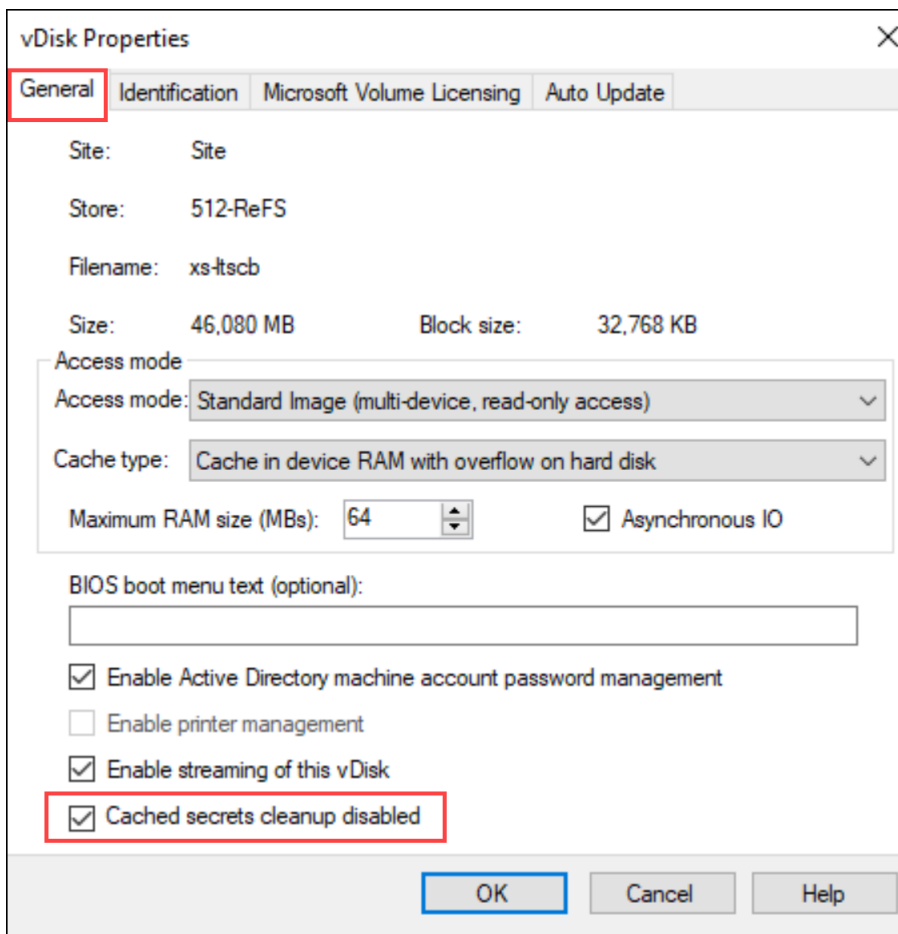 vDisk Properties
General Identification Microsoft Volume Licensing Auto Update
Site: Site
Store: 512-ReFS
Filename: xs-ltscb
Size: 46,080 MB Block size: 32,768 KB
Access mode
Access mode: Standard Image (multi-device, read-only access)
Cache type: Cache in device RAM with overflow on hard disk
Maximum RAM size (MBs): 64 Asynchronous IO
BIOS boot menu text (optional):
Enable Active Directory machine account password management
Enable printer management
Enable streaming of this vDisk
Cached secrets cleanup disabled
OK Cancel Help